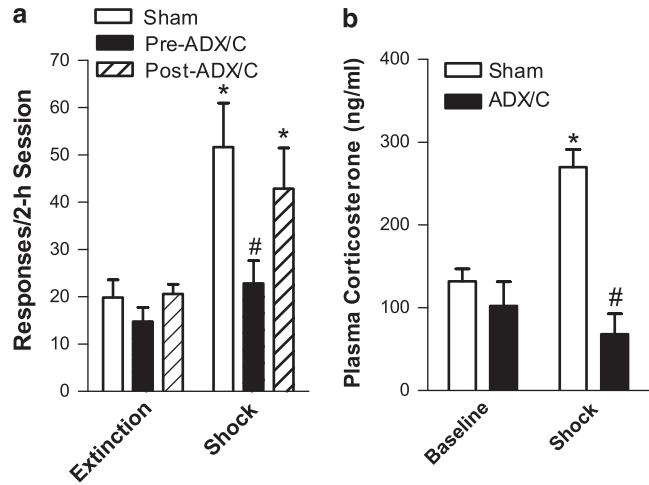 a
Sham
Pre-ADX/C
Post-ADX/C
Responses/2-h Session
70
60
50
40
30
20
10
0
*
#
*
Extinction
Shock
b
Sham
ADX/C
Plasma Corticosterone (ng/ml)
400
300
200
100
0
*
#
Baseline
Shock